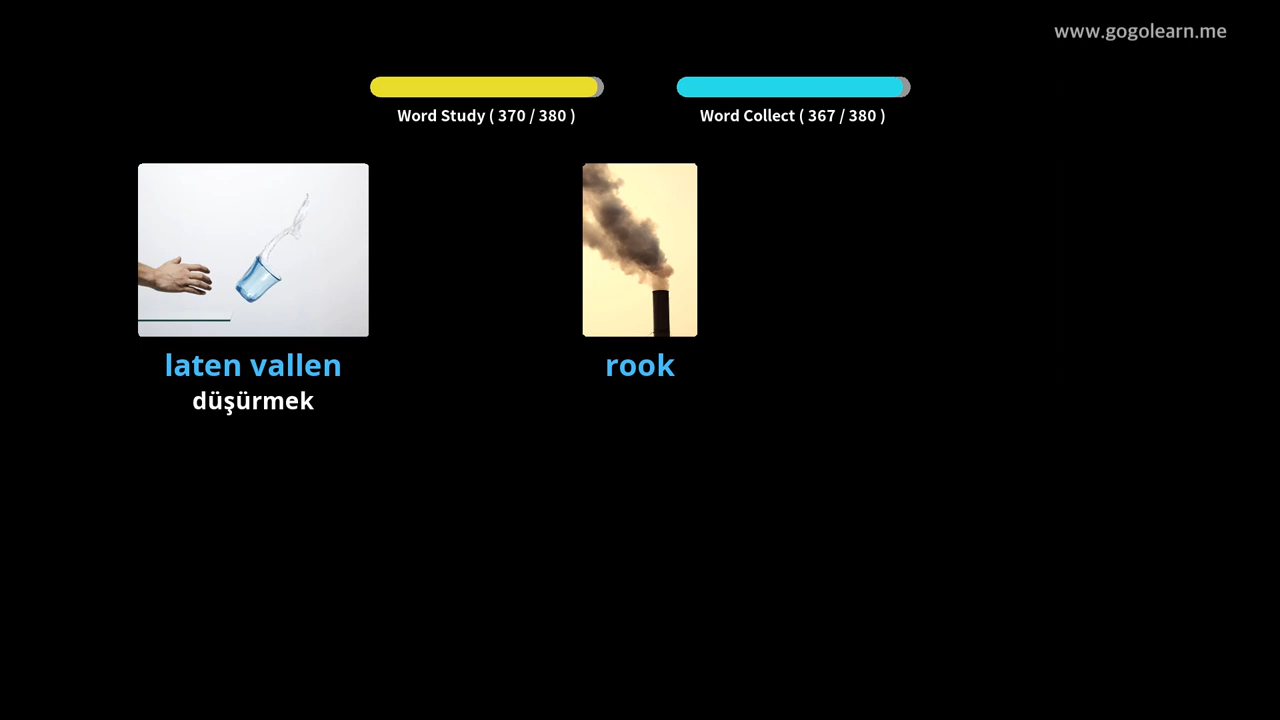 www.gogolearn.me
Word Study ( 370 / 380 )
Word Collect ( 367 / 380 )
laten vallen
düşürmek
rook